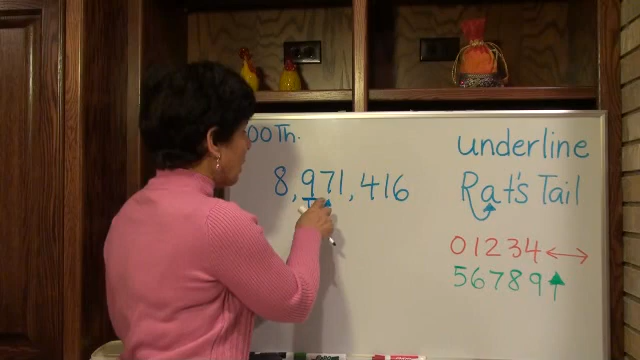 00Th.
8,971,416
underline
Rat's Tail
01234
56789